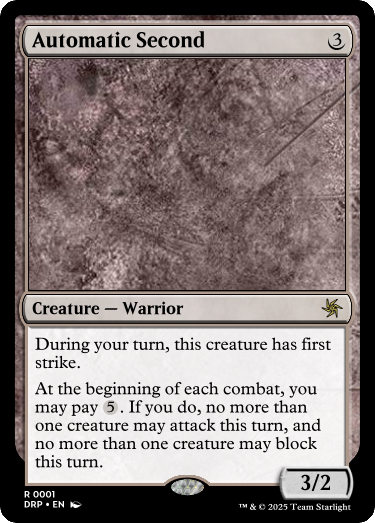 Automatic Second 3
Creature — Warrior
During your turn, this creature has first
strike.
At the beginning of each combat, you
may pay 5. If you do, no more than
one creature may attack this turn, and
no more than one creature may block
this turn.
3/2
R 0001
DRP • EN
™ & © 2025 Team Starlight